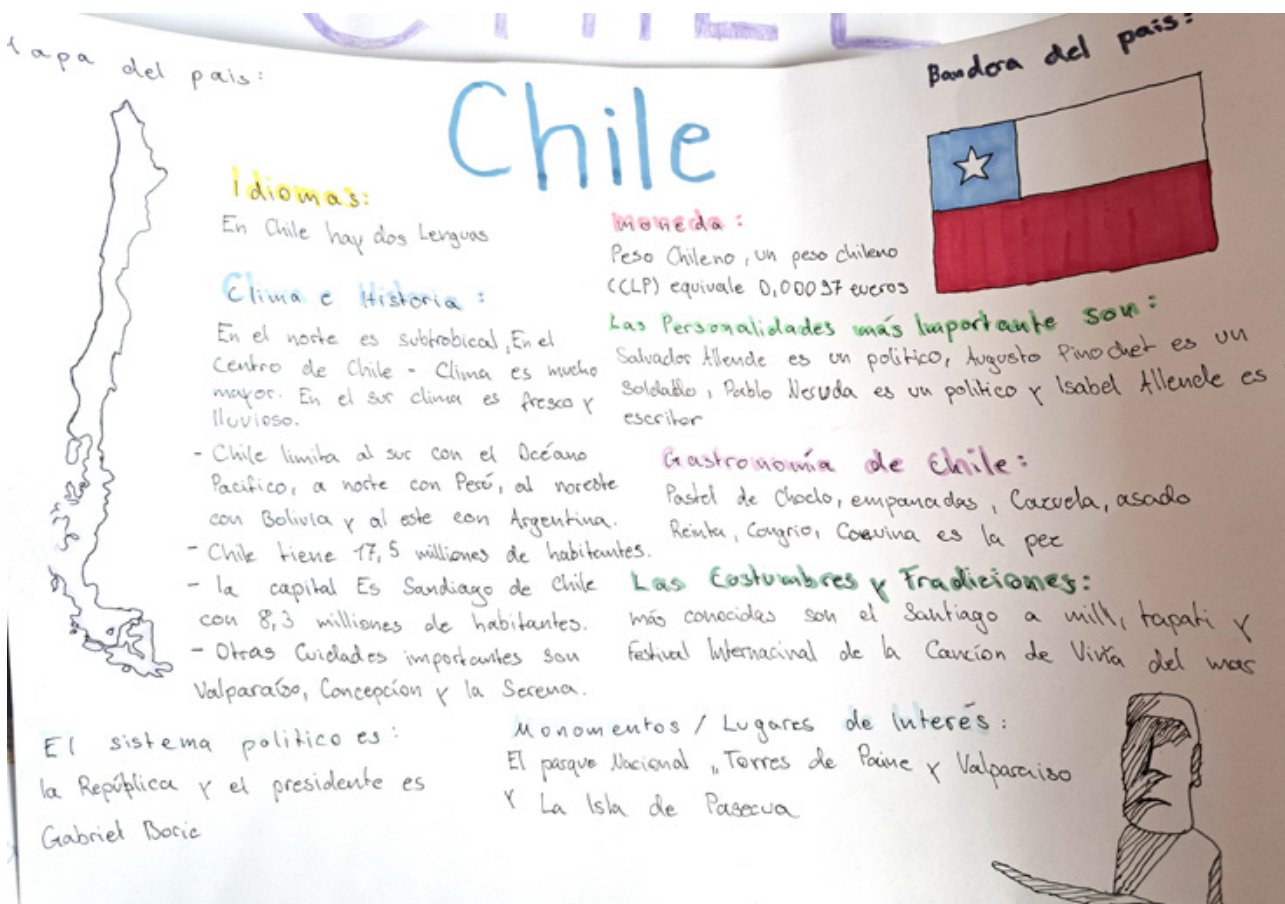 CHILE
apa del pais:
Chile
Bandera del pais:
Idiomas:
En Chile hay dos Lenguas
Clima e Historia :
En el norte es subtrobical, En el
Centro de Chile - Clima es mucho
mayor. En el sur clima es fresco y
lluvioso.
- Chile limita al sur con el Océano
Pacífico, a norte con Perú, al noreste
con Bolivia y al este con Argentina.
- Chile tiene 17,5 milliones de habitantes.
- la capital Es Sandiago de Chile
con 8,3 milliones de habitantes.
- Otras Cuidades importantes son
Valparaíso, Concepción y la Serena.
El sistema politico es:
la República y el presidente es
Gabriel Boric
moneda :
Peso Chileno, un peso chileno
(CLP) equivale 0,00097 eueros
Las Personalidades más Importante son :
Salvador Allende es un politico, Augusto Pinochet es un
Soldado, Pablo Neruda es un politico y Isabel Allende es
escritor
Gastronomía de Chile :
Pastel de Choclo, empanadas, Cazuela, asado
Congrio, Corvina es la pez
Las Costumbres y Tradiciones:
más conocidas son el Santiago a mill, tapati y
Festival Internacinal de la Cancíon de Viña del mar
Monomentos / Lugares de Interés :
El parque Nacional „Torres de Paine y Valparaiso
y La Isla de Pasecua